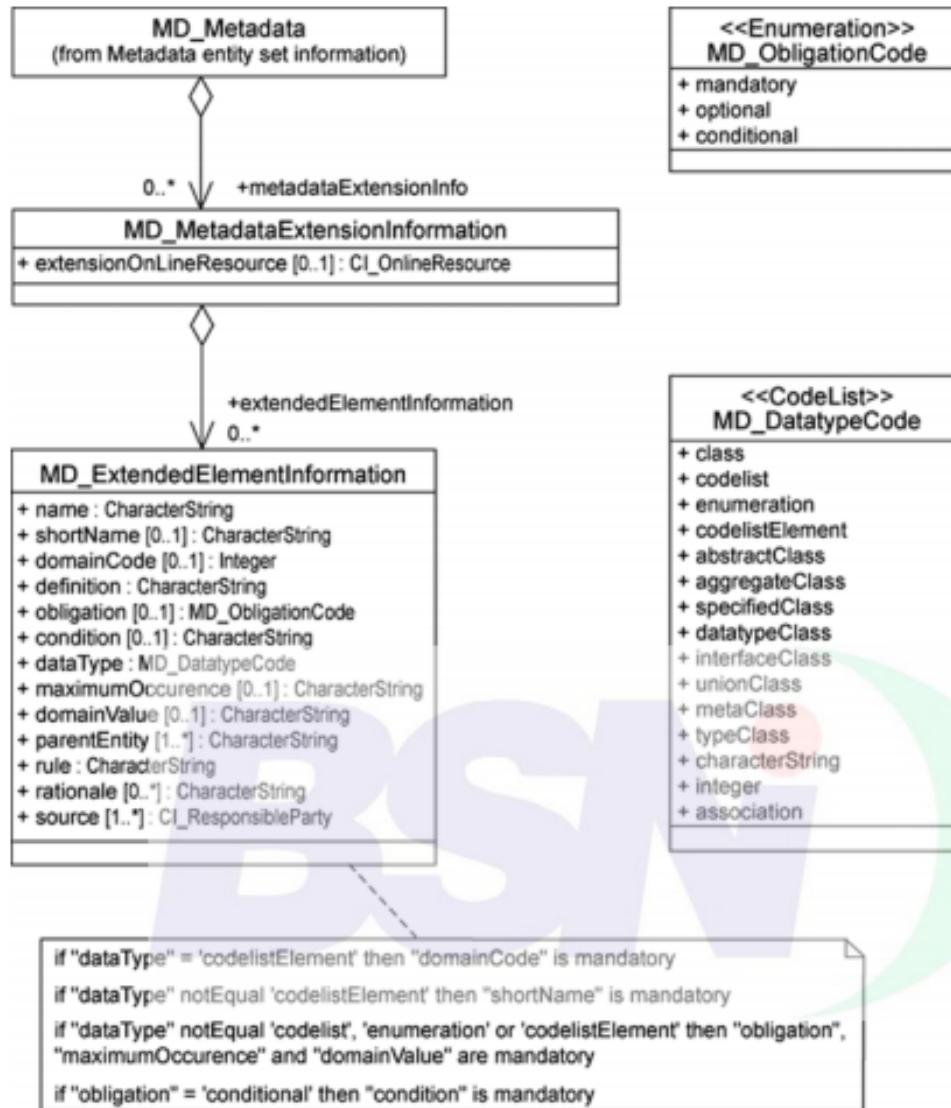 MD_Metadata
(from Metadata entity set information)
0..* +metadataExtensionInfo
MD_MetadataExtensionInformation
+ extensionOnLineResource [0..1] : CI_OnlineResource
+extendedElementInformation
0..*
MD_ExtendedElementInformation
+ name : CharacterString
+ shortName [0..1] : CharacterString
+ domainCode [0..1] : Integer
+ definition : CharacterString
+ obligation [0..1] : MD_ObligationCode
+ condition [0..1] : CharacterString
+ dataType : MD_DatatypeCode
+ maximumOccurence [0..1] : CharacterString
+ domainValue [0..1] : CharacterString
+ parentEntity [1..*] : CharacterString
+ rule : CharacterString
+ rationale [0..*] : CharacterString
+ source [1..*] : CI_ResponsibleParty
<<Enumeration>>
MD_ObligationCode
+ mandatory
+ optional
+ conditional
<<CodeList>>
MD_DatatypeCode
+ class
+ codelist
+ enumeration
+ codelistElement
+ abstractClass
+ aggregateClass
+ specifiedClass
+ datatypeClass
+ interfaceClass
+ unionClass
+ metaClass
+ typeClass
+ characterString
+ integer
+ association
BSN
if "dataType" = 'codelistElement' then "domainCode" is mandatory
if "dataType" notEqual 'codelistElement' then "shortName" is mandatory
if "dataType" notEqual 'codelist', 'enumeration' or 'codelistElement' then "obligation",
"maximumOccurence" and "domainValue" are mandatory
if "obligation" = 'conditional' then "condition" is mandatory